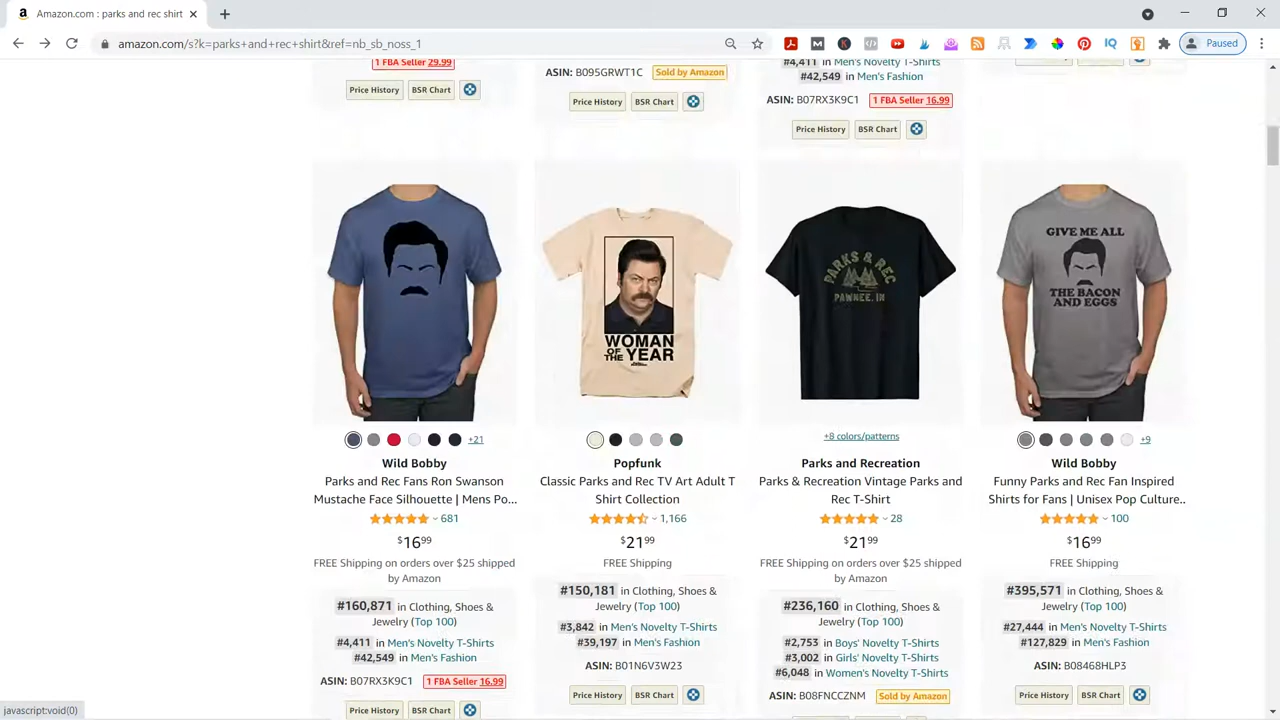 Amazon.com : parks and rec shirt
amazon.com/s?k=parks+and+rec+shirt&ref=nb_sb_noss_1
Paused
1 FBA Seller 29.99
Price History
BSR Chart
ASIN: B095GRWT1C
Sold by Amazon
Price History
BSR Chart
#4,411 in Men's Novelty T-Shirts
#42,549 in Men's Fashion
ASIN: B07RX3K9C1
1 FBA Seller 16.99
Price History
BSR Chart
WOMAN
OF THE YEAR
PARKS & REC
PAWNEE, IN
GIVE ME ALL
THE BACON
AND EGGS
+21
Wild Bobby
Parks and Rec Fans Ron Swanson
Mustache Face Silhouette | Mens Po...
681
$16.99
FREE Shipping on orders over $25 shipped
by Amazon
#160,871 in Clothing, Shoes &
Jewelry (Top 100)
#4,411 in Men's Novelty T-Shirts
#42,549 in Men's Fashion
ASIN: B07RX3K9C1
1 FBA Seller 16.99
Price History
BSR Chart
Popfunk
Classic Parks and Rec TV Art Adult T
Shirt Collection
1,166
$21.99
FREE Shipping
#150,181 in Clothing, Shoes &
Jewelry (Top 100)
#3,842 in Men's Novelty T-Shirts
#39,197 in Men's Fashion
ASIN: B01N6V3W23
Price History
BSR Chart
+8 colors/patterns
Parks and Recreation
Parks & Recreation Vintage Parks and
Rec T-Shirt
28
$21.99
FREE Shipping on orders over $25 shipped
by Amazon
#236,160 in Clothing, Shoes &
Jewelry (Top 100)
#2,753 in Boys' Novelty T-Shirts
#3,002 in Girls' Novelty T-Shirts
#6,048 in Women's Novelty T-Shirts
ASIN: B08FNCCZNM
Sold by Amazon
+9
Wild Bobby
Funny Parks and Rec Fan Inspired
Shirts for Fans | Unisex Pop Culture..
100
$16.99
FREE Shipping
#395,571 in Clothing, Shoes &
Jewelry (Top 100)
#27,444 in Men's Novelty T-Shirts
#127,829 in Men's Fashion
ASIN: B08468HLP3
Price History
BSR Chart
javascript:void(0)